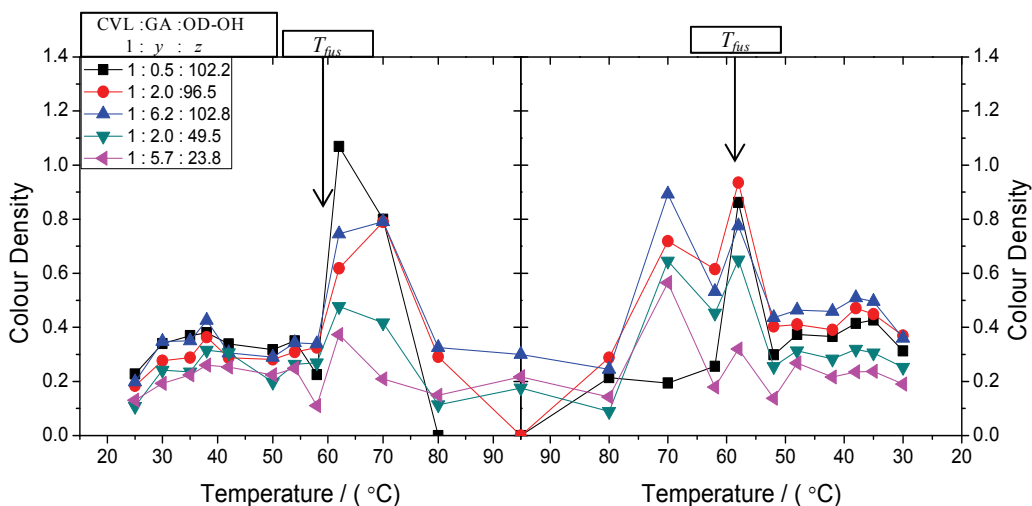 CVL :GA :OD-OH
1 : y : z
1 : 0.5 : 102.2
1 : 2.0 :96.5
1 : 6.2 : 102.8
1 : 2.0 : 49.5
1 : 5.7 : 23.8
T_fus
T_fus
1.4
1.2
1.0
0.8
0.6
0.4
0.2
0.0
Colour Density
20 30 40 50 60 70 80 90
Temperature / ( °C)
90 80 70 60 50 40 30 20
Temperature / ( °C)
1.4
1.2
1.0
0.8
0.6
0.4
0.2
0.0
Colour Density